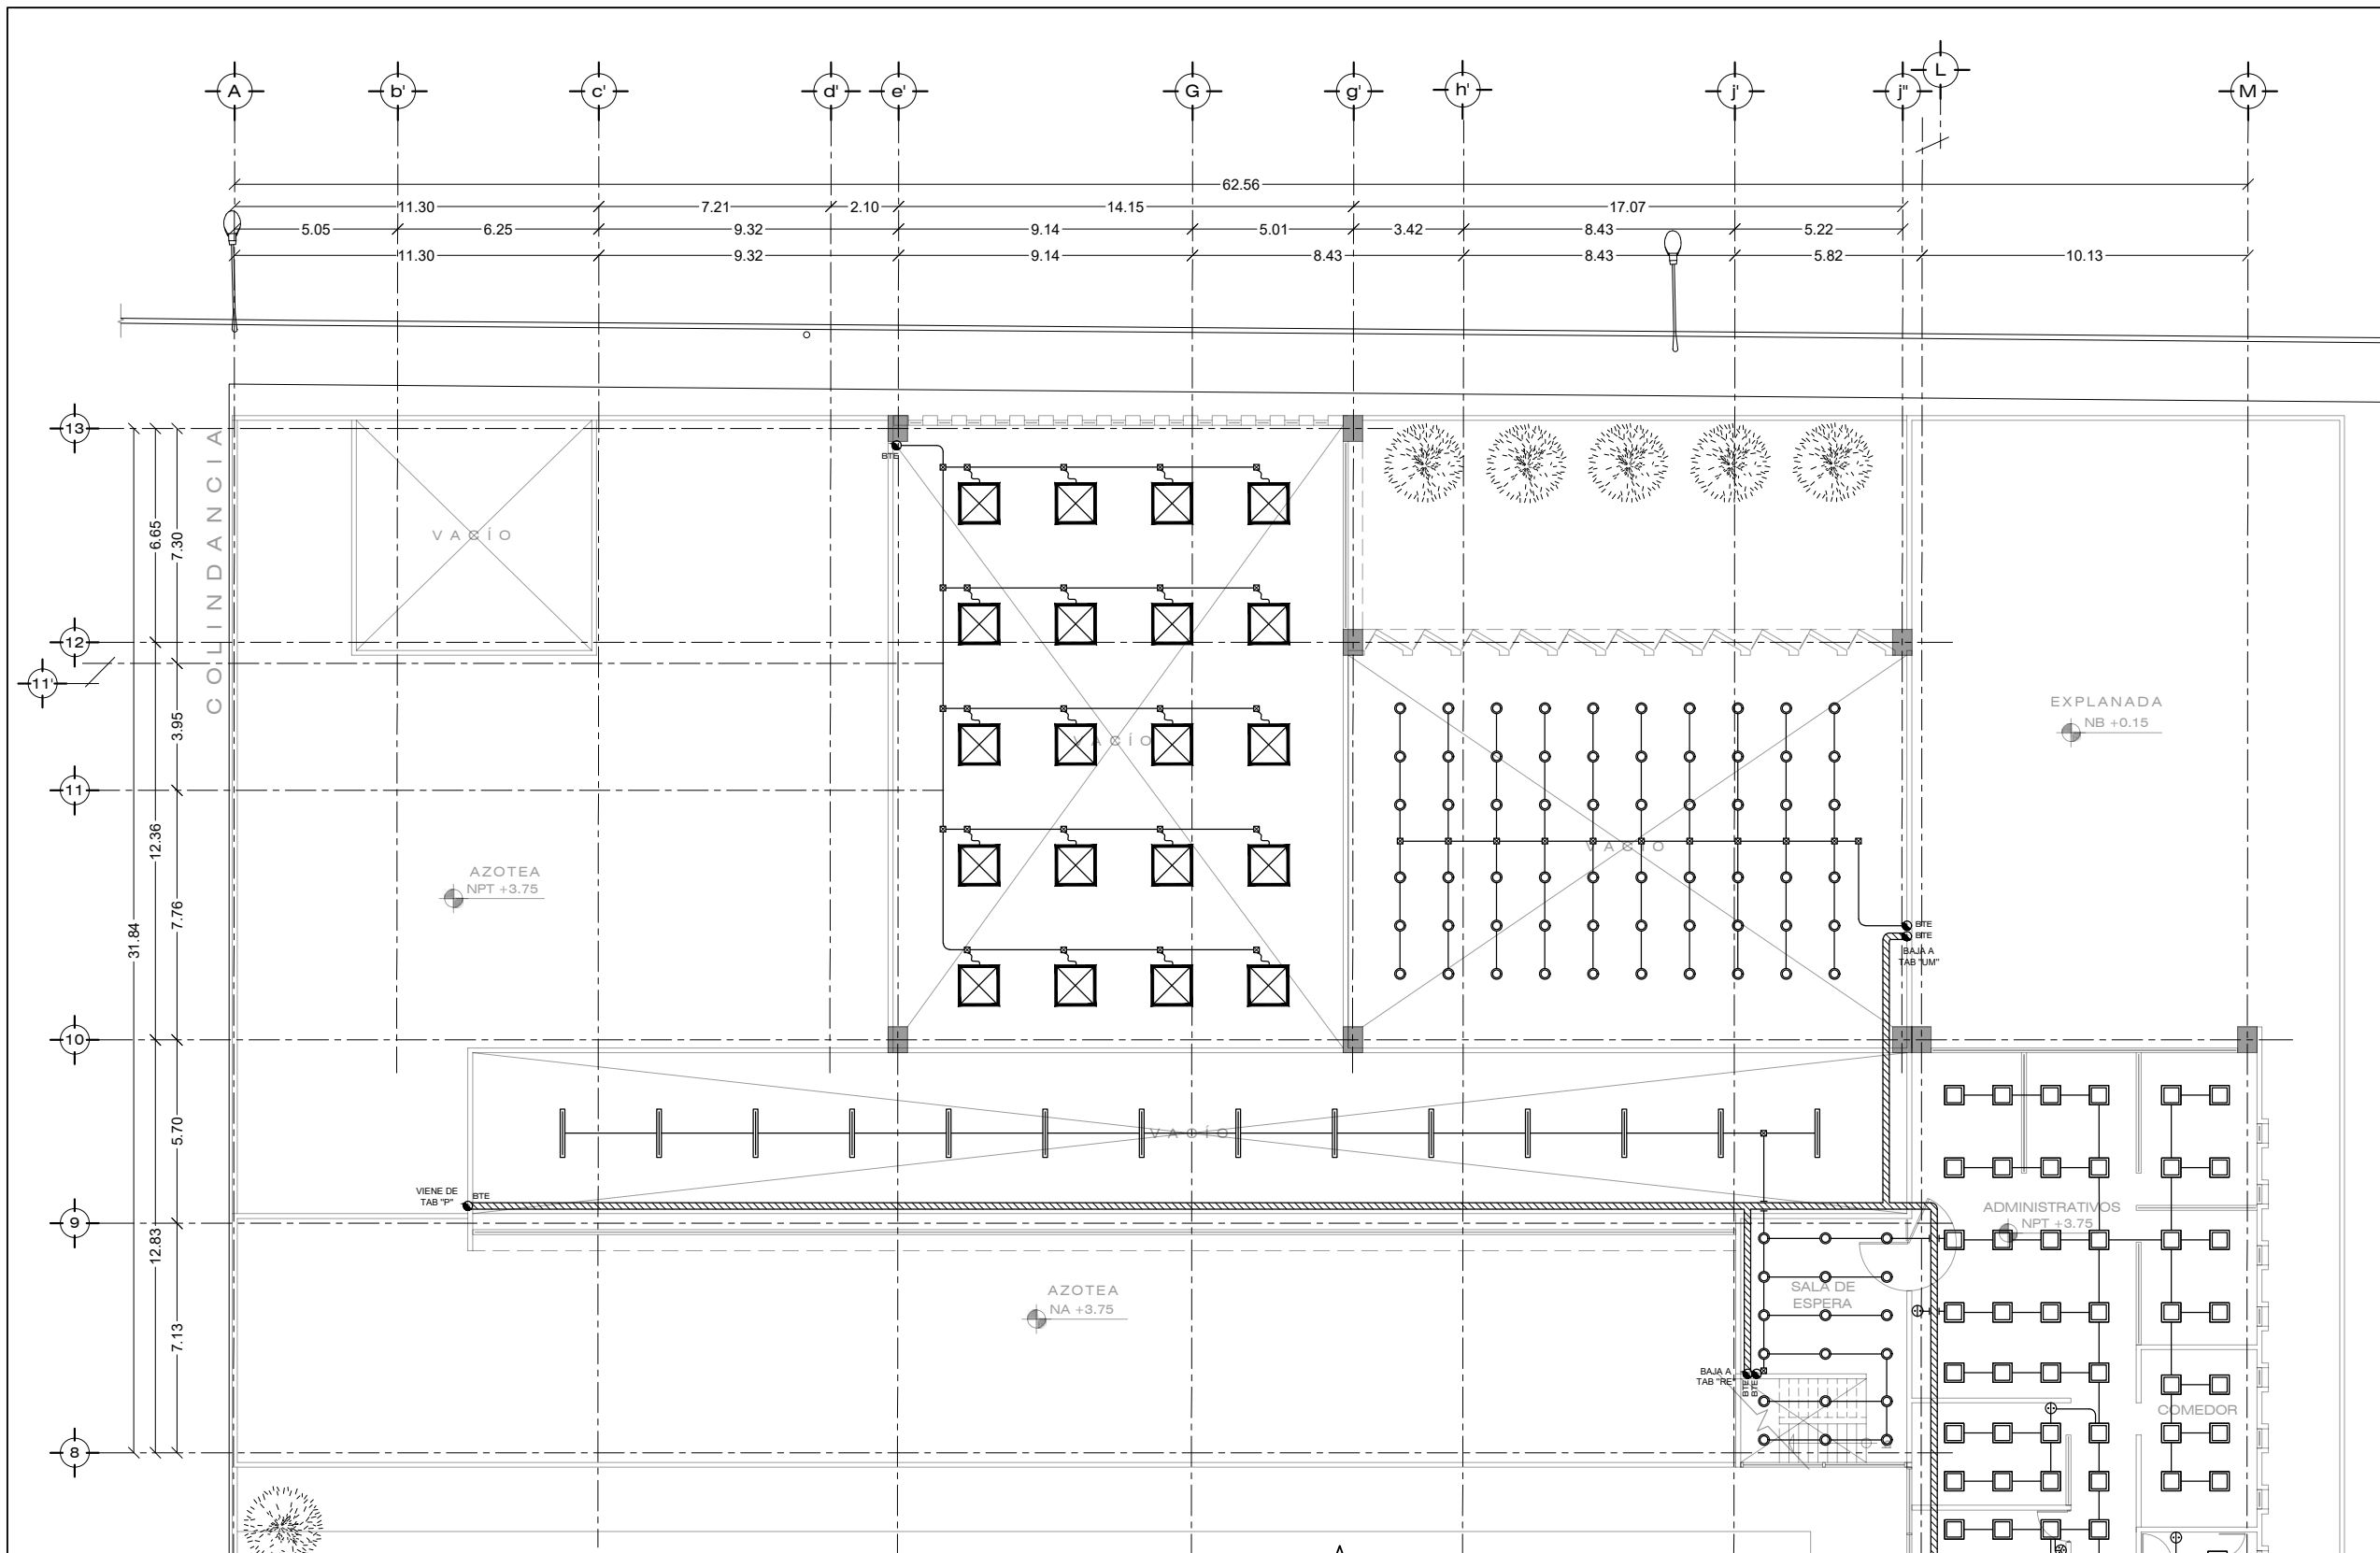 L
A
b'
c'
d'
e'
G
g'
h'
j'
j"
M
62.56
11.30
7.21
2.10
14.15
17.07
5.05
6.25
9.32
9.14
5.01
3.42
8.43
5.22
11.30
9.32
9.14
8.43
8.43
5.82
10.13
13
12
11'
11
10
9
8
6.65
7.30
3.95
12.36
31.84
7.76
5.70
12.83
7.13
COLINDANCIA
BTE
VACÍO
VACÍO
EXPLANADA
NB +0.15
VACÍO
AZOTEA
NPT +3.75
BTE
BTE
BAJA A
TAB "UM"
VACÍO
VIENE DE
TAB "P"
BTE
ADMINISTRATIVOS
NPT +3.75
AZOTEA
NA +3.75
SALA DE
ESPERA
BAJA A
TAB "RE"
BTE
BTE
COMEDOR